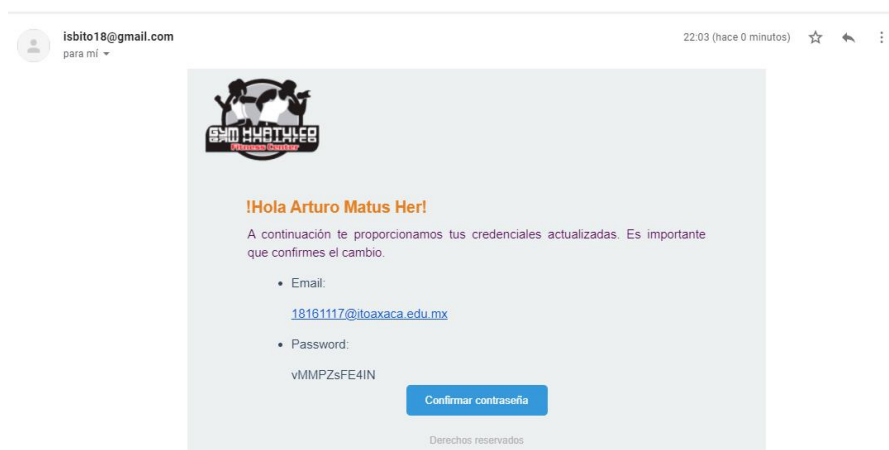 isbito18@gmail.com
22:03 (hace 0 minutos)
para mí
GYM HUATULCO
Fitness Center
!Hola Arturo Matus Her!
A continuación te proporcionamos tus credenciales actualizadas. Es importante
que confirmes el cambio.
Email:
18161117@itoaxaca.edu.mx
Password:
vMMPZsFE4IN
Confirmar contraseña
Derechos reservados